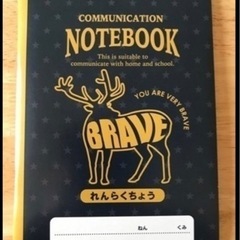 COMMUNICATION
NOTEBOOK
This is suitable to
communicate with home and school.
YOU ARE VERY BRAVE
BRAVE
れんらくちょう
ねん くみ